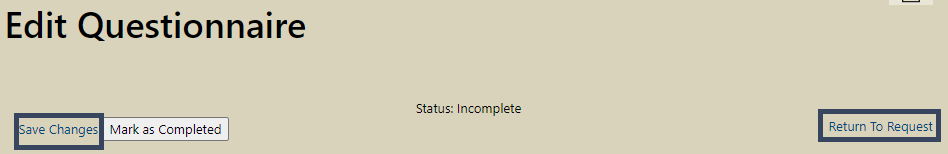 Edit Questionnaire
Status: Incomplete
Save Changes Mark as Completed Return To Request